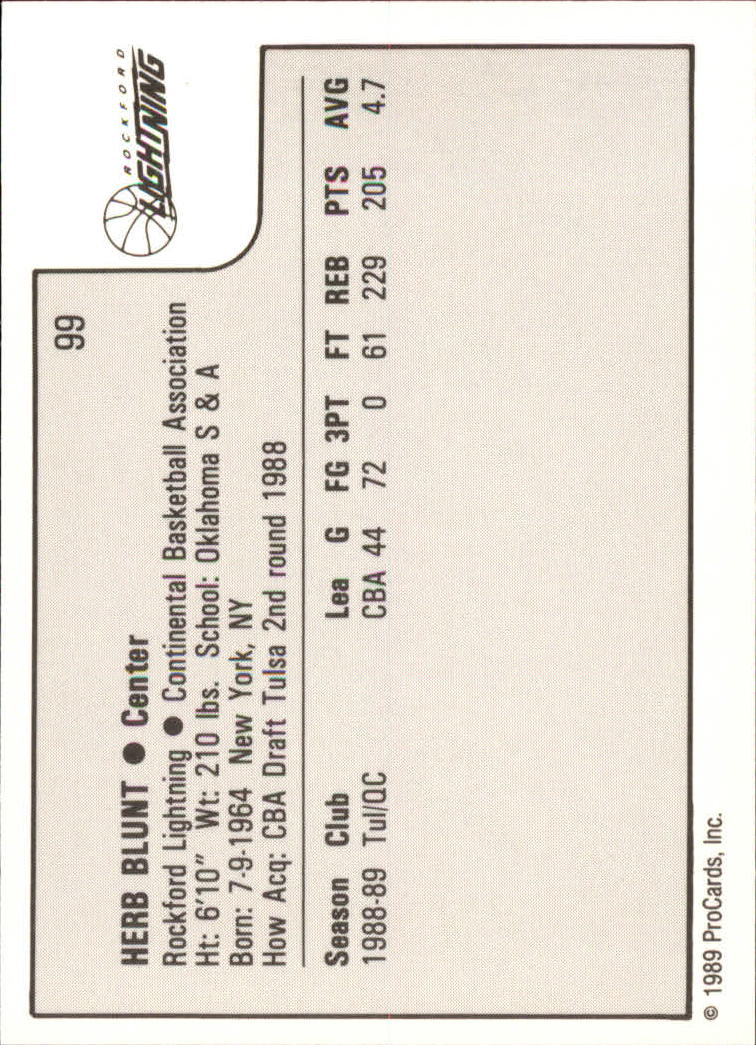 ROCKFORD
LIGHTNING
99
HERB BLUNT ● Center
Rockford Lightning ● Continental Basketball Association
Ht: 6'10" Wt: 210 lbs. School: Oklahoma S & A
Born: 7-9-1964 New York, NY
How Acq: CBA Draft Tulsa 2nd round 1988
Season Club Lea G FG 3PT FT REB PTS AVG
1988-89 Tul/QC CBA 44 72 0 61 229 205 4.7
© 1989 ProCards, Inc.